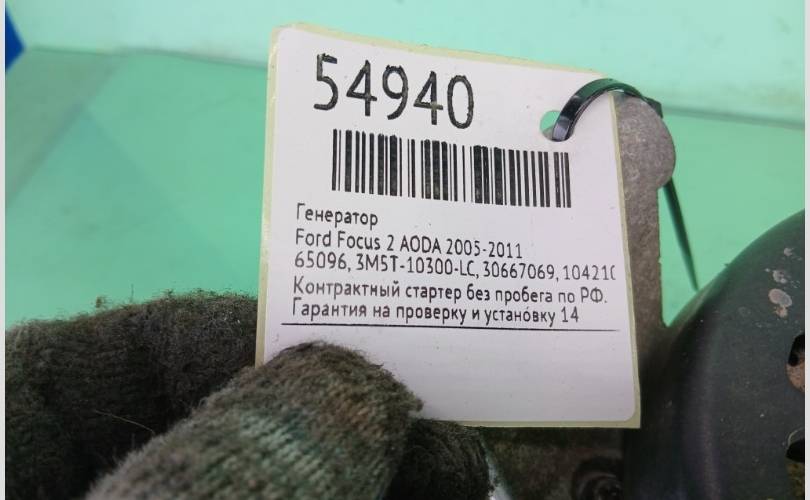 54940
Генератор
Ford Focus 2 AODA 2005-2011
65096, 3M5T-10300-LC, 30667069, 104210
Контрактный стартер без пробега по РФ.
Гарантия на проверку и установку 14